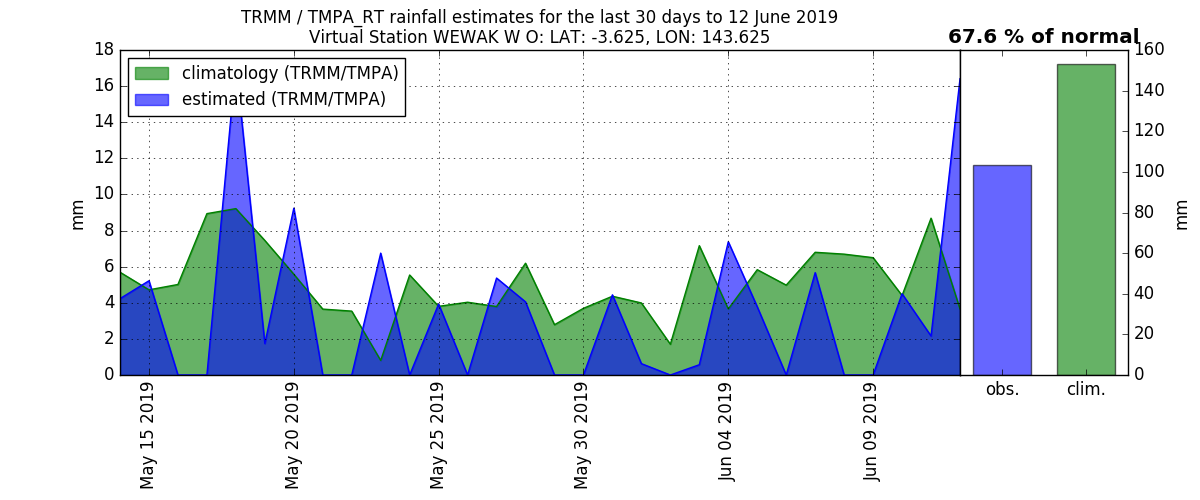 TRMM / TMPA_RT rainfall estimates for the last 30 days to 12 June 2019
Virtual Station WEWAK W O: LAT: -3.625, LON: 143.625
67.6 % of normal
climatology (TRMM/TMPA)
estimated (TRMM/TMPA)
mm
18
16
14
12
10
8
6
4
2
0
May 15 2019
May 20 2019
May 25 2019
May 30 2019
Jun 04 2019
Jun 09 2019
160
140
120
100
80
60
40
20
0
mm
obs.
clim.